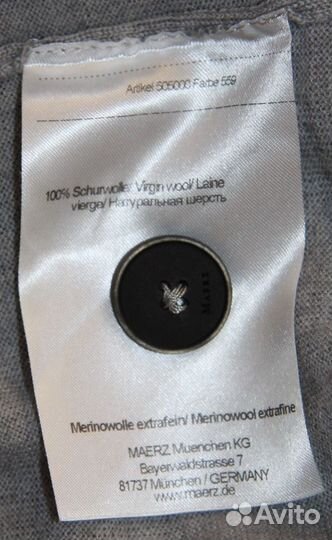 Artikel 505000 Farbe 559
100% Schurwolle/ Virgin wool/ Laine
vierge/ Натуральная шерсть
MAERZ
Merinowolle extrafein/ Merinowool extrafine
MAERZ Muenchen KG
Bayerwaldstrasse 7
81737 München / GERMANY
www.maerz.de
Avito